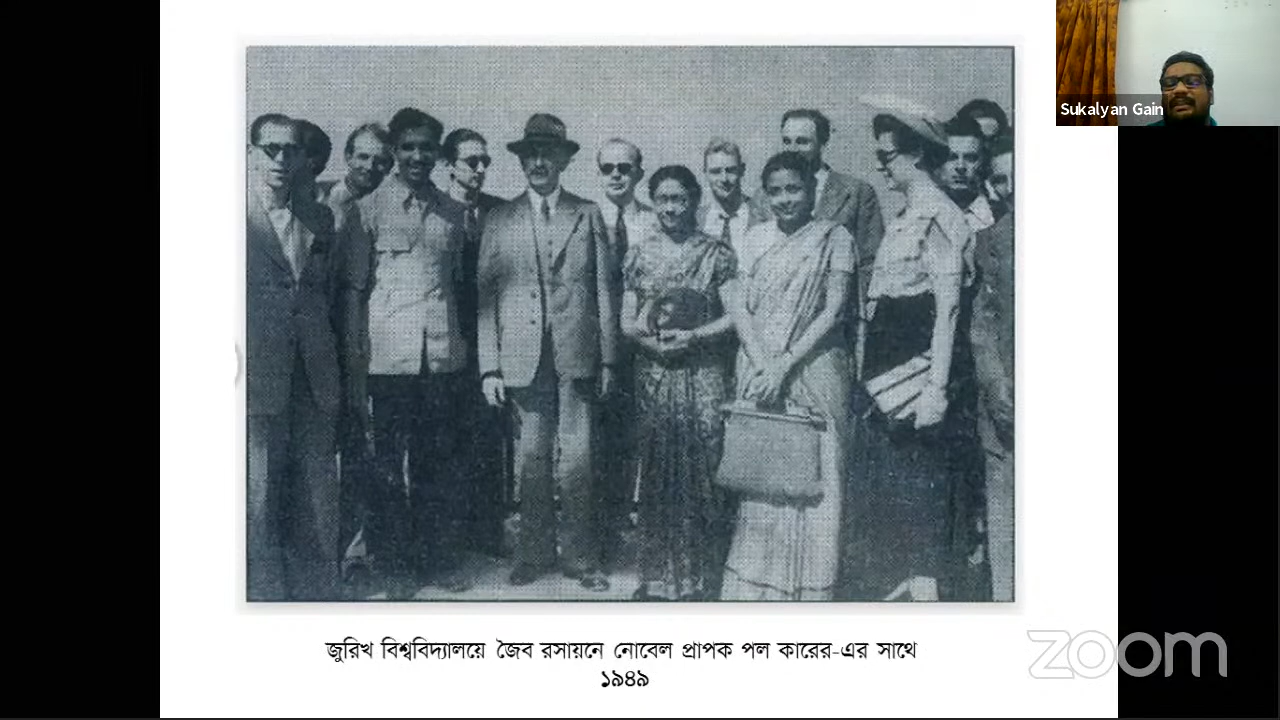 Sukalyan Gain
জুরিখ বিশ্ববিদ্যালয়ে জৈব রসায়নে নোবেল প্রাপক পল কারের-এর সাথে
১৯৪৯
zoom